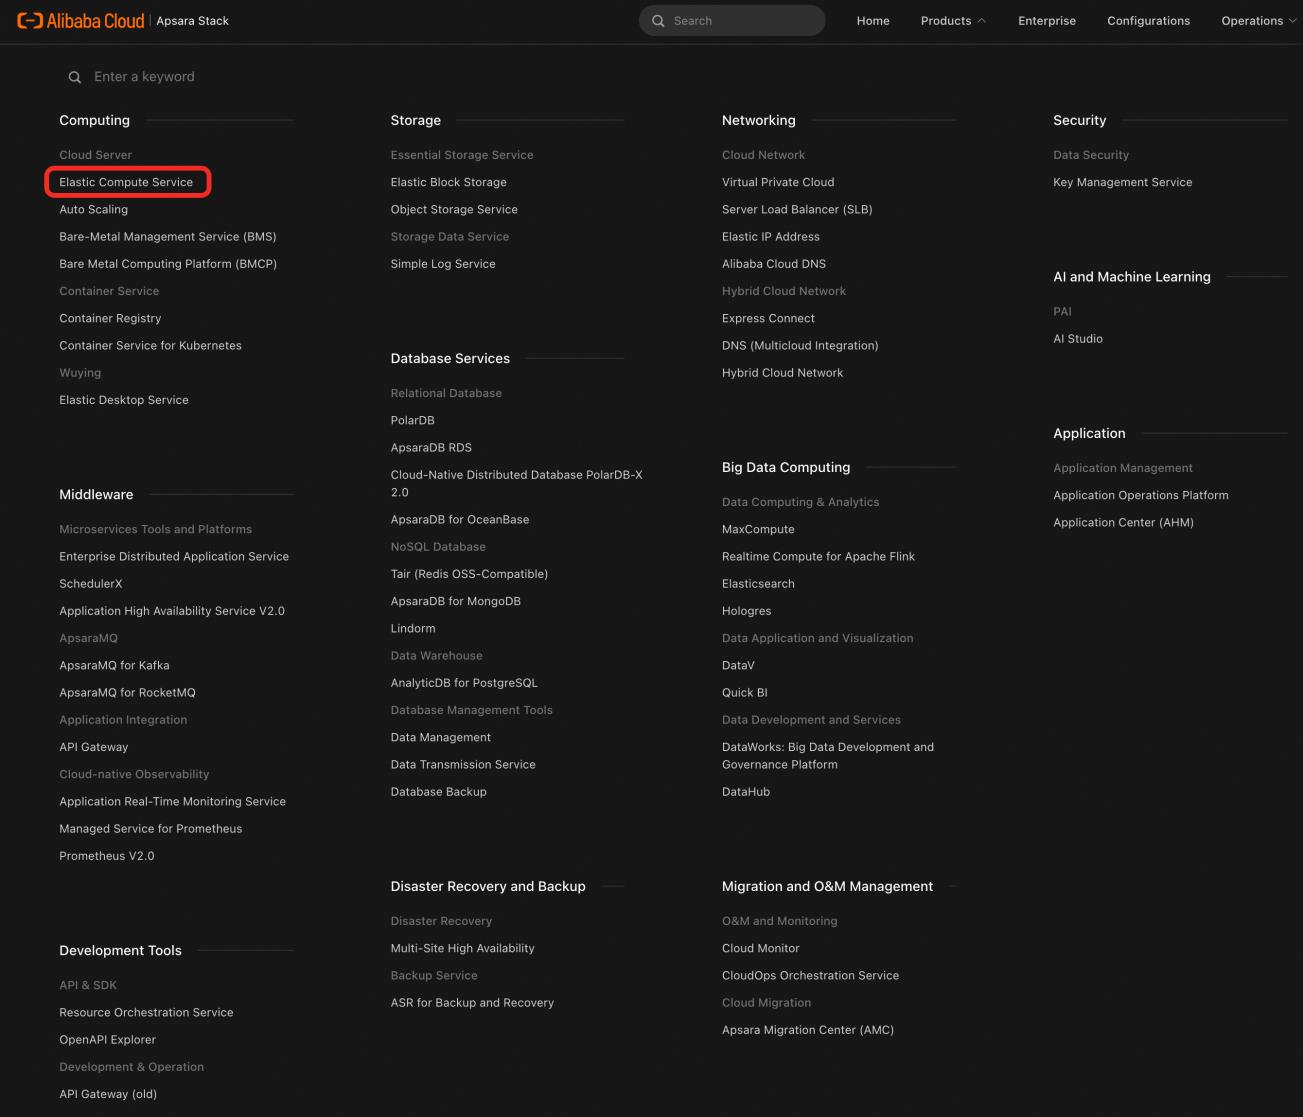 Alibaba Cloud | Apsara Stack
Search
Home
Products
Enterprise
Configurations
Operations
Enter a keyword
Computing
Cloud Server
Elastic Compute Service
Auto Scaling
Bare-Metal Management Service (BMS)
Bare Metal Computing Platform (BMCP)
Container Service
Container Registry
Container Service for Kubernetes
Wuying
Elastic Desktop Service
Middleware
Microservices Tools and Platforms
Enterprise Distributed Application Service
SchedulerX
Application High Availability Service V2.0
ApsaraMQ
ApsaraMQ for Kafka
ApsaraMQ for RocketMQ
Application Integration
API Gateway
Cloud-native Observability
Application Real-Time Monitoring Service
Managed Service for Prometheus
Prometheus V2.0
Development Tools
API & SDK
Resource Orchestration Service
OpenAPI Explorer
Development & Operation
API Gateway (old)
Storage
Essential Storage Service
Elastic Block Storage
Object Storage Service
Storage Data Service
Simple Log Service
Database Services
Relational Database
PolarDB
ApsaraDB RDS
Cloud-Native Distributed Database PolarDB-X
2.0
ApsaraDB for OceanBase
NoSQL Database
Tair (Redis OSS-Compatible)
ApsaraDB for MongoDB
Lindorm
Data Warehouse
AnalyticDB for PostgreSQL
Database Management Tools
Data Management
Data Transmission Service
Database Backup
Disaster Recovery and Backup
Disaster Recovery
Multi-Site High Availability
Backup Service
ASR for Backup and Recovery
Networking
Cloud Network
Virtual Private Cloud
Server Load Balancer (SLB)
Elastic IP Address
Alibaba Cloud DNS
Hybrid Cloud Network
Express Connect
DNS (Multicloud Integration)
Hybrid Cloud Network
Big Data Computing
Data Computing & Analytics
MaxCompute
Realtime Compute for Apache Flink
Elasticsearch
Hologres
Data Application and Visualization
DataV
Quick BI
Data Development and Services
DataWorks: Big Data Development and
Governance Platform
DataHub
Migration and O&M Management
O&M and Monitoring
Cloud Monitor
CloudOps Orchestration Service
Cloud Migration
Apsara Migration Center (AMC)
Security
Data Security
Key Management Service
AI and Machine Learning
PAI
AI Studio
Application
Application Management
Application Operations Platform
Application Center (AHM)